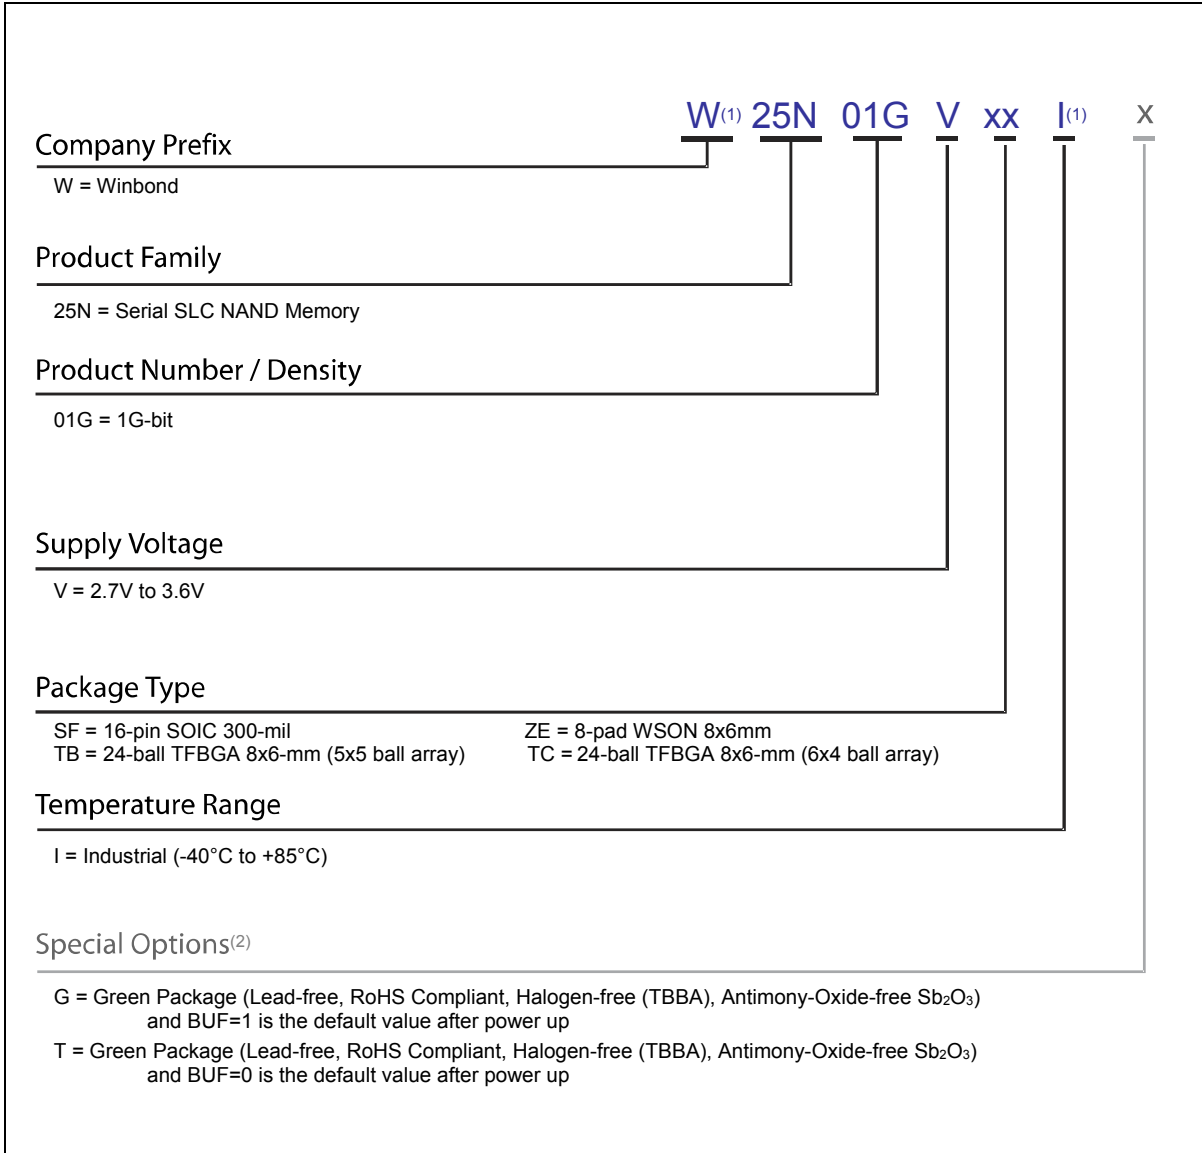 W(1) 25N 01G V xx I(1) x
Company Prefix
W = Winbond
Product Family
25N = Serial SLC NAND Memory
Product Number / Density
01G = 1G-bit
Supply Voltage
V = 2.7V to 3.6V
Package Type
SF = 16-pin SOIC 300-mil ZE = 8-pad WSON 8x6mm
TB = 24-ball TFBGA 8x6-mm (5x5 ball array) TC = 24-ball TFBGA 8x6-mm (6x4 ball array)
Temperature Range
I = Industrial (-40°C to +85°C)
Special Options(2)
G = Green Package (Lead-free, RoHS Compliant, Halogen-free (TBBA), Antimony-Oxide-free Sb₂O₃)
and BUF=1 is the default value after power up
T = Green Package (Lead-free, RoHS Compliant, Halogen-free (TBBA), Antimony-Oxide-free Sb₂O₃)
and BUF=0 is the default value after power up